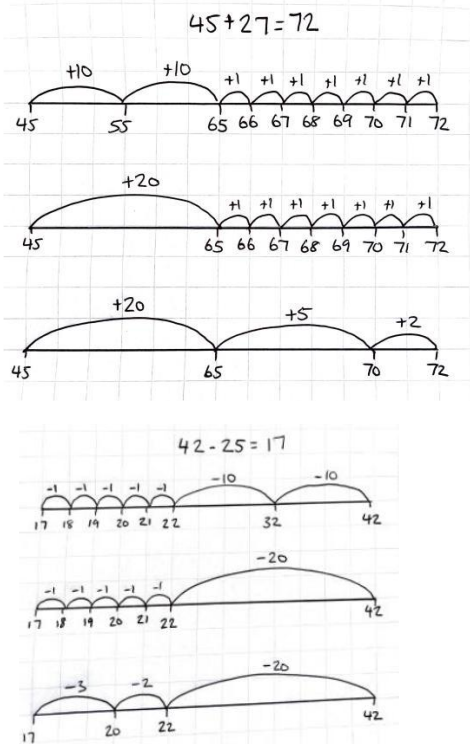 45+27=72
+10 +10 +1 +1 +1 +1 +1 +1 +1
45 55 65 66 67 68 69 70 71 72
+20 +1 +1 +1 +1 +1 +1 +1
45 65 66 67 68 69 70 71 72
+20 +5 +2
45 65 70 72
42-25=17
-1 -1 -1 -1 -1 -10 -10
17 18 19 20 21 22 32 42
-1 -1 -1 -1 -1 -20
17 18 19 20 21 22 42
-3 -2 -20
17 20 22 42